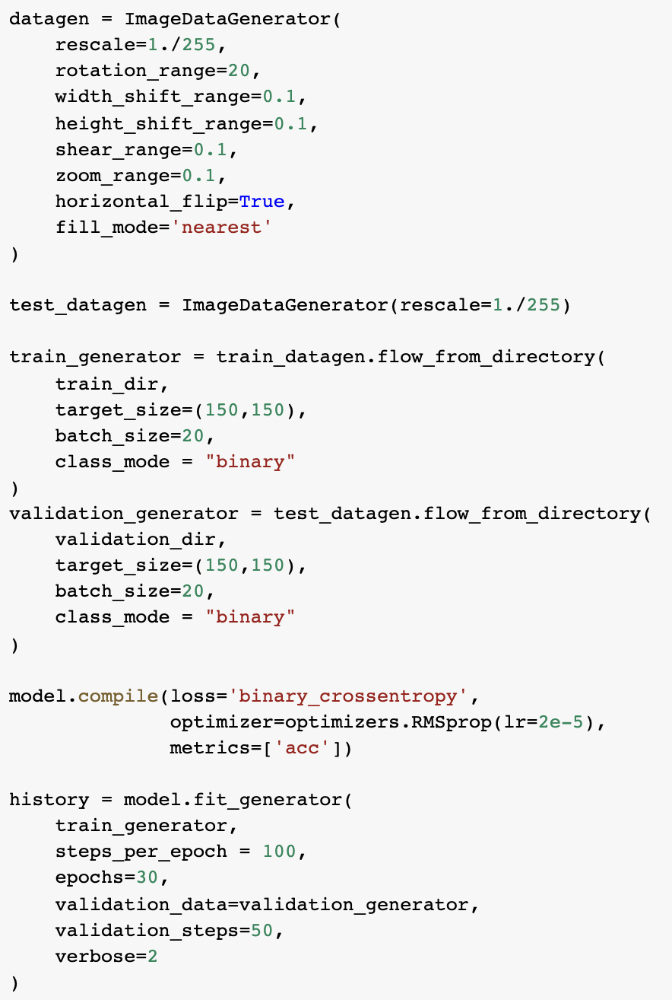 datagen = ImageDataGenerator(
    rescale=1./255,
    rotation_range=20,
    width_shift_range=0.1,
    height_shift_range=0.1,
    shear_range=0.1,
    zoom_range=0.1,
    horizontal_flip=True,
    fill_mode='nearest'
)
test_datagen = ImageDataGenerator(rescale=1./255)
train_generator = train_datagen.flow_from_directory(
    train_dir,
    target_size=(150,150),
    batch_size=20,
    class_mode = "binary"
)
validation_generator = test_datagen.flow_from_directory(
    validation_dir,
    target_size=(150,150),
    batch_size=20,
    class_mode = "binary"
)
model.compile(loss='binary_crossentropy',
              optimizer=optimizers.RMSprop(lr=2e-5),
              metrics=['acc'])
history = model.fit_generator(
    train_generator,
    steps_per_epoch = 100,
    epochs=30,
    validation_data=validation_generator,
    validation_steps=50,
    verbose=2
)